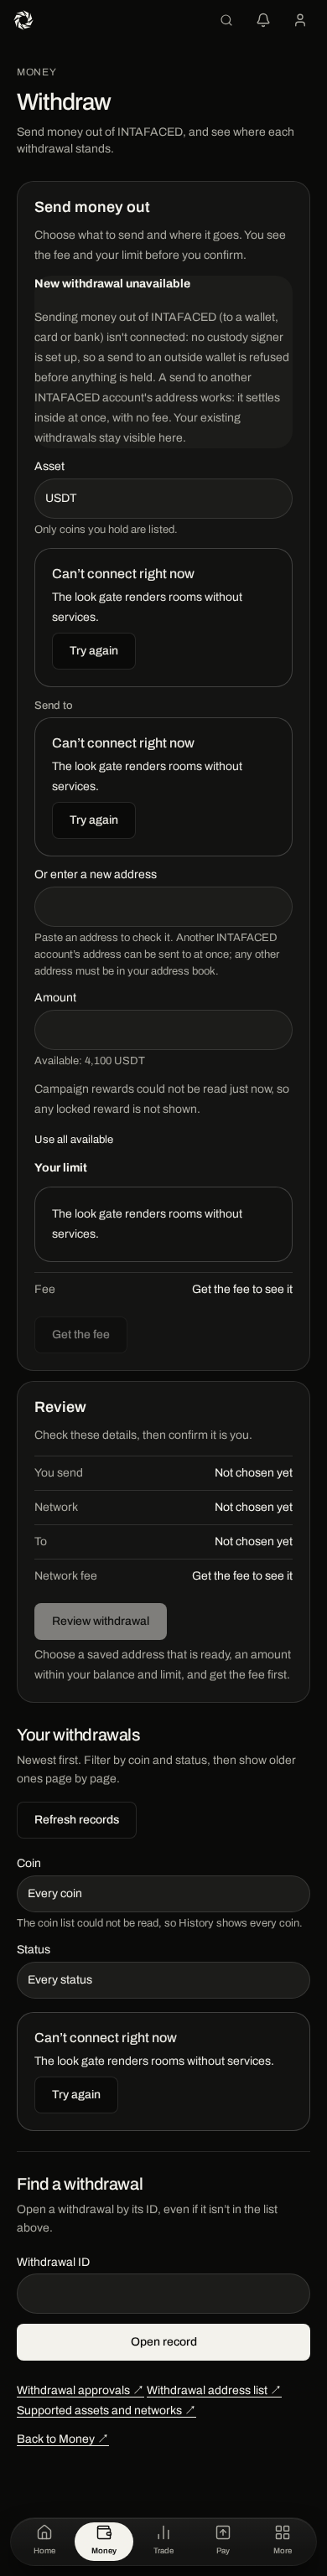 MONEY
Withdraw
Send money out of INTAFACED, and see where each
withdrawal stands.
Send money out
Choose what to send and where it goes. You see
the fee and your limit before you confirm.
New withdrawal unavailable
Sending money out of INTAFACED (to a wallet,
card or bank) isn't connected: no custody signer
is set up, so a send to an outside wallet is refused
before anything is held. A send to another
INTAFACED account's address works: it settles
inside at once, with no fee. Your existing
withdrawals stay visible here.
Asset
USDT
Only coins you hold are listed.
Can’t connect right now
The look gate renders rooms without
services.
Try again
Send to
Can’t connect right now
The look gate renders rooms without
services.
Try again
Or enter a new address
Paste an address to check it. Another INTAFACED
account’s address can be sent to at once; any other
address must be in your address book.
Amount
Available: 4,100 USDT
Campaign rewards could not be read just now, so
any locked reward is not shown.
Use all available
Your limit
The look gate renders rooms without
services.
Fee Get the fee to see it
Get the fee
Review
Check these details, then confirm it is you.
You send Not chosen yet
Network Not chosen yet
To Not chosen yet
Network fee Get the fee to see it
Review withdrawal
Choose a saved address that is ready, an amount
within your balance and limit, and get the fee first.
Your withdrawals
Newest first. Filter by coin and status, then show older
ones page by page.
Refresh records
Coin
Every coin
The coin list could not be read, so History shows every coin.
Status
Every status
Can’t connect right now
The look gate renders rooms without services.
Try again
Find a withdrawal
Open a withdrawal by its ID, even if it isn’t in the list
above.
Withdrawal ID
Open record
Withdrawal approvals ↗ Withdrawal address list ↗
Supported assets and networks ↗
Back to Money ↗
Home Money Trade Pay More